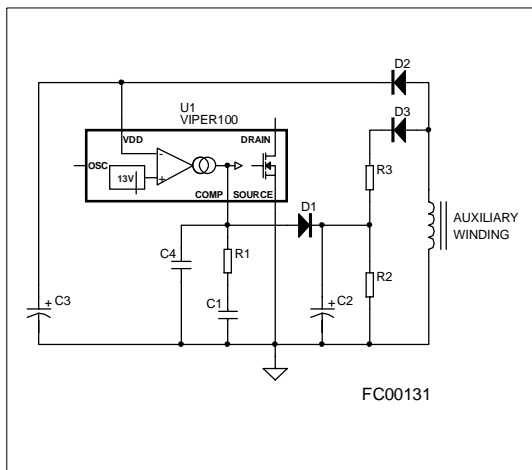 D2
U1
VIPER100
D3
VDD
DRAIN
-
OSC
13V
+
COMP SOURCE
R3
D1
AUXILIARY
WINDING
C4
R1
R2
+
C3
C1
+
C2
FC00131